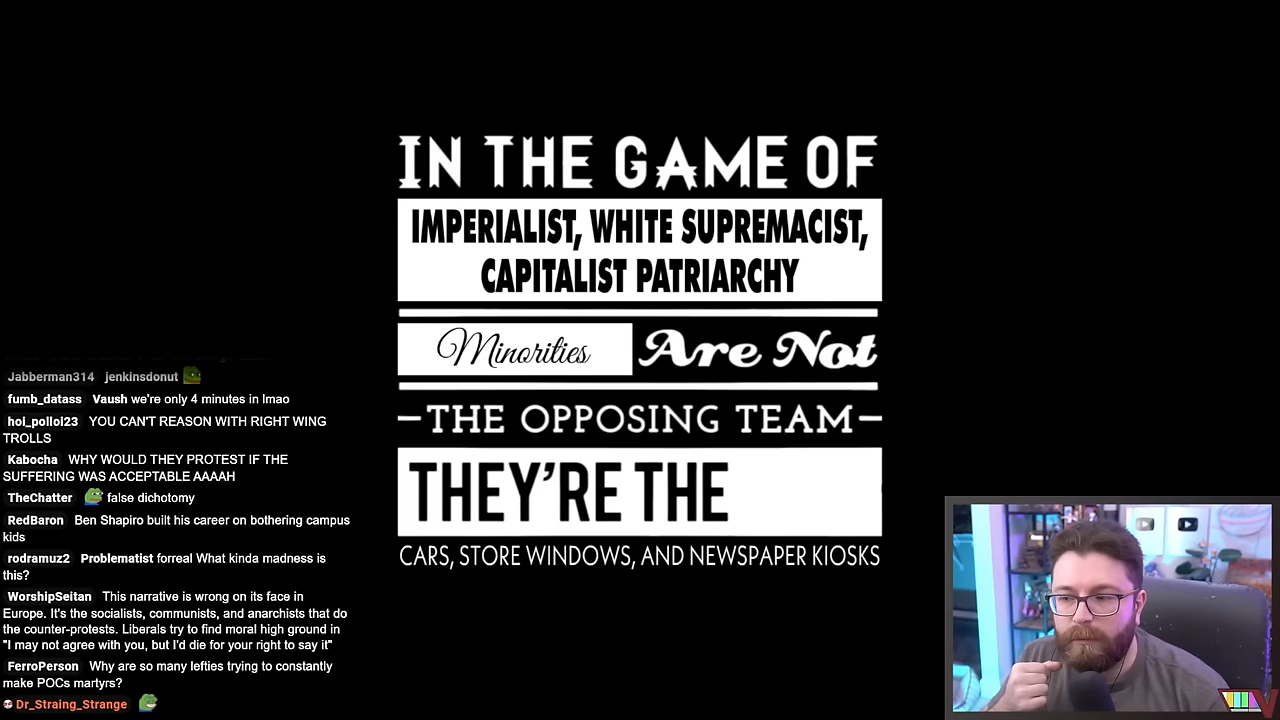 IN THE GAME OF
IMPERIALIST, WHITE SUPREMACIST,
CAPITALIST PATRIARCHY
Minorities Are Not
THE OPPOSING TEAM
THEY'RE THE
CARS, STORE WINDOWS, AND NEWSPAPER KIOSKS
Jabberman314 jenkinsdonut
fumb_datass Vaush we're only 4 minutes in lmao
hoi_polloi23 YOU CAN'T REASON WITH RIGHT WING
TROLLS
Kabocha WHY WOULD THEY PROTEST IF THE
SUFFERING WAS ACCEPTABLE AAAAH
TheChatter false dichotomy
RedBaron Ben Shapiro built his career on bothering campus
kids
rodramuz2 Problematist forreal What kinda madness is
this?
WorshipSeitan This narrative is wrong on its face in
Europe. It's the socialists, communists, and anarchists that do
the counter-protests. Liberals try to find moral high ground in
"I may not agree with you, but I'd die for your right to say it"
FerroPerson Why are so many lefties trying to constantly
make POCs martyrs?
Dr_Straing_Strange